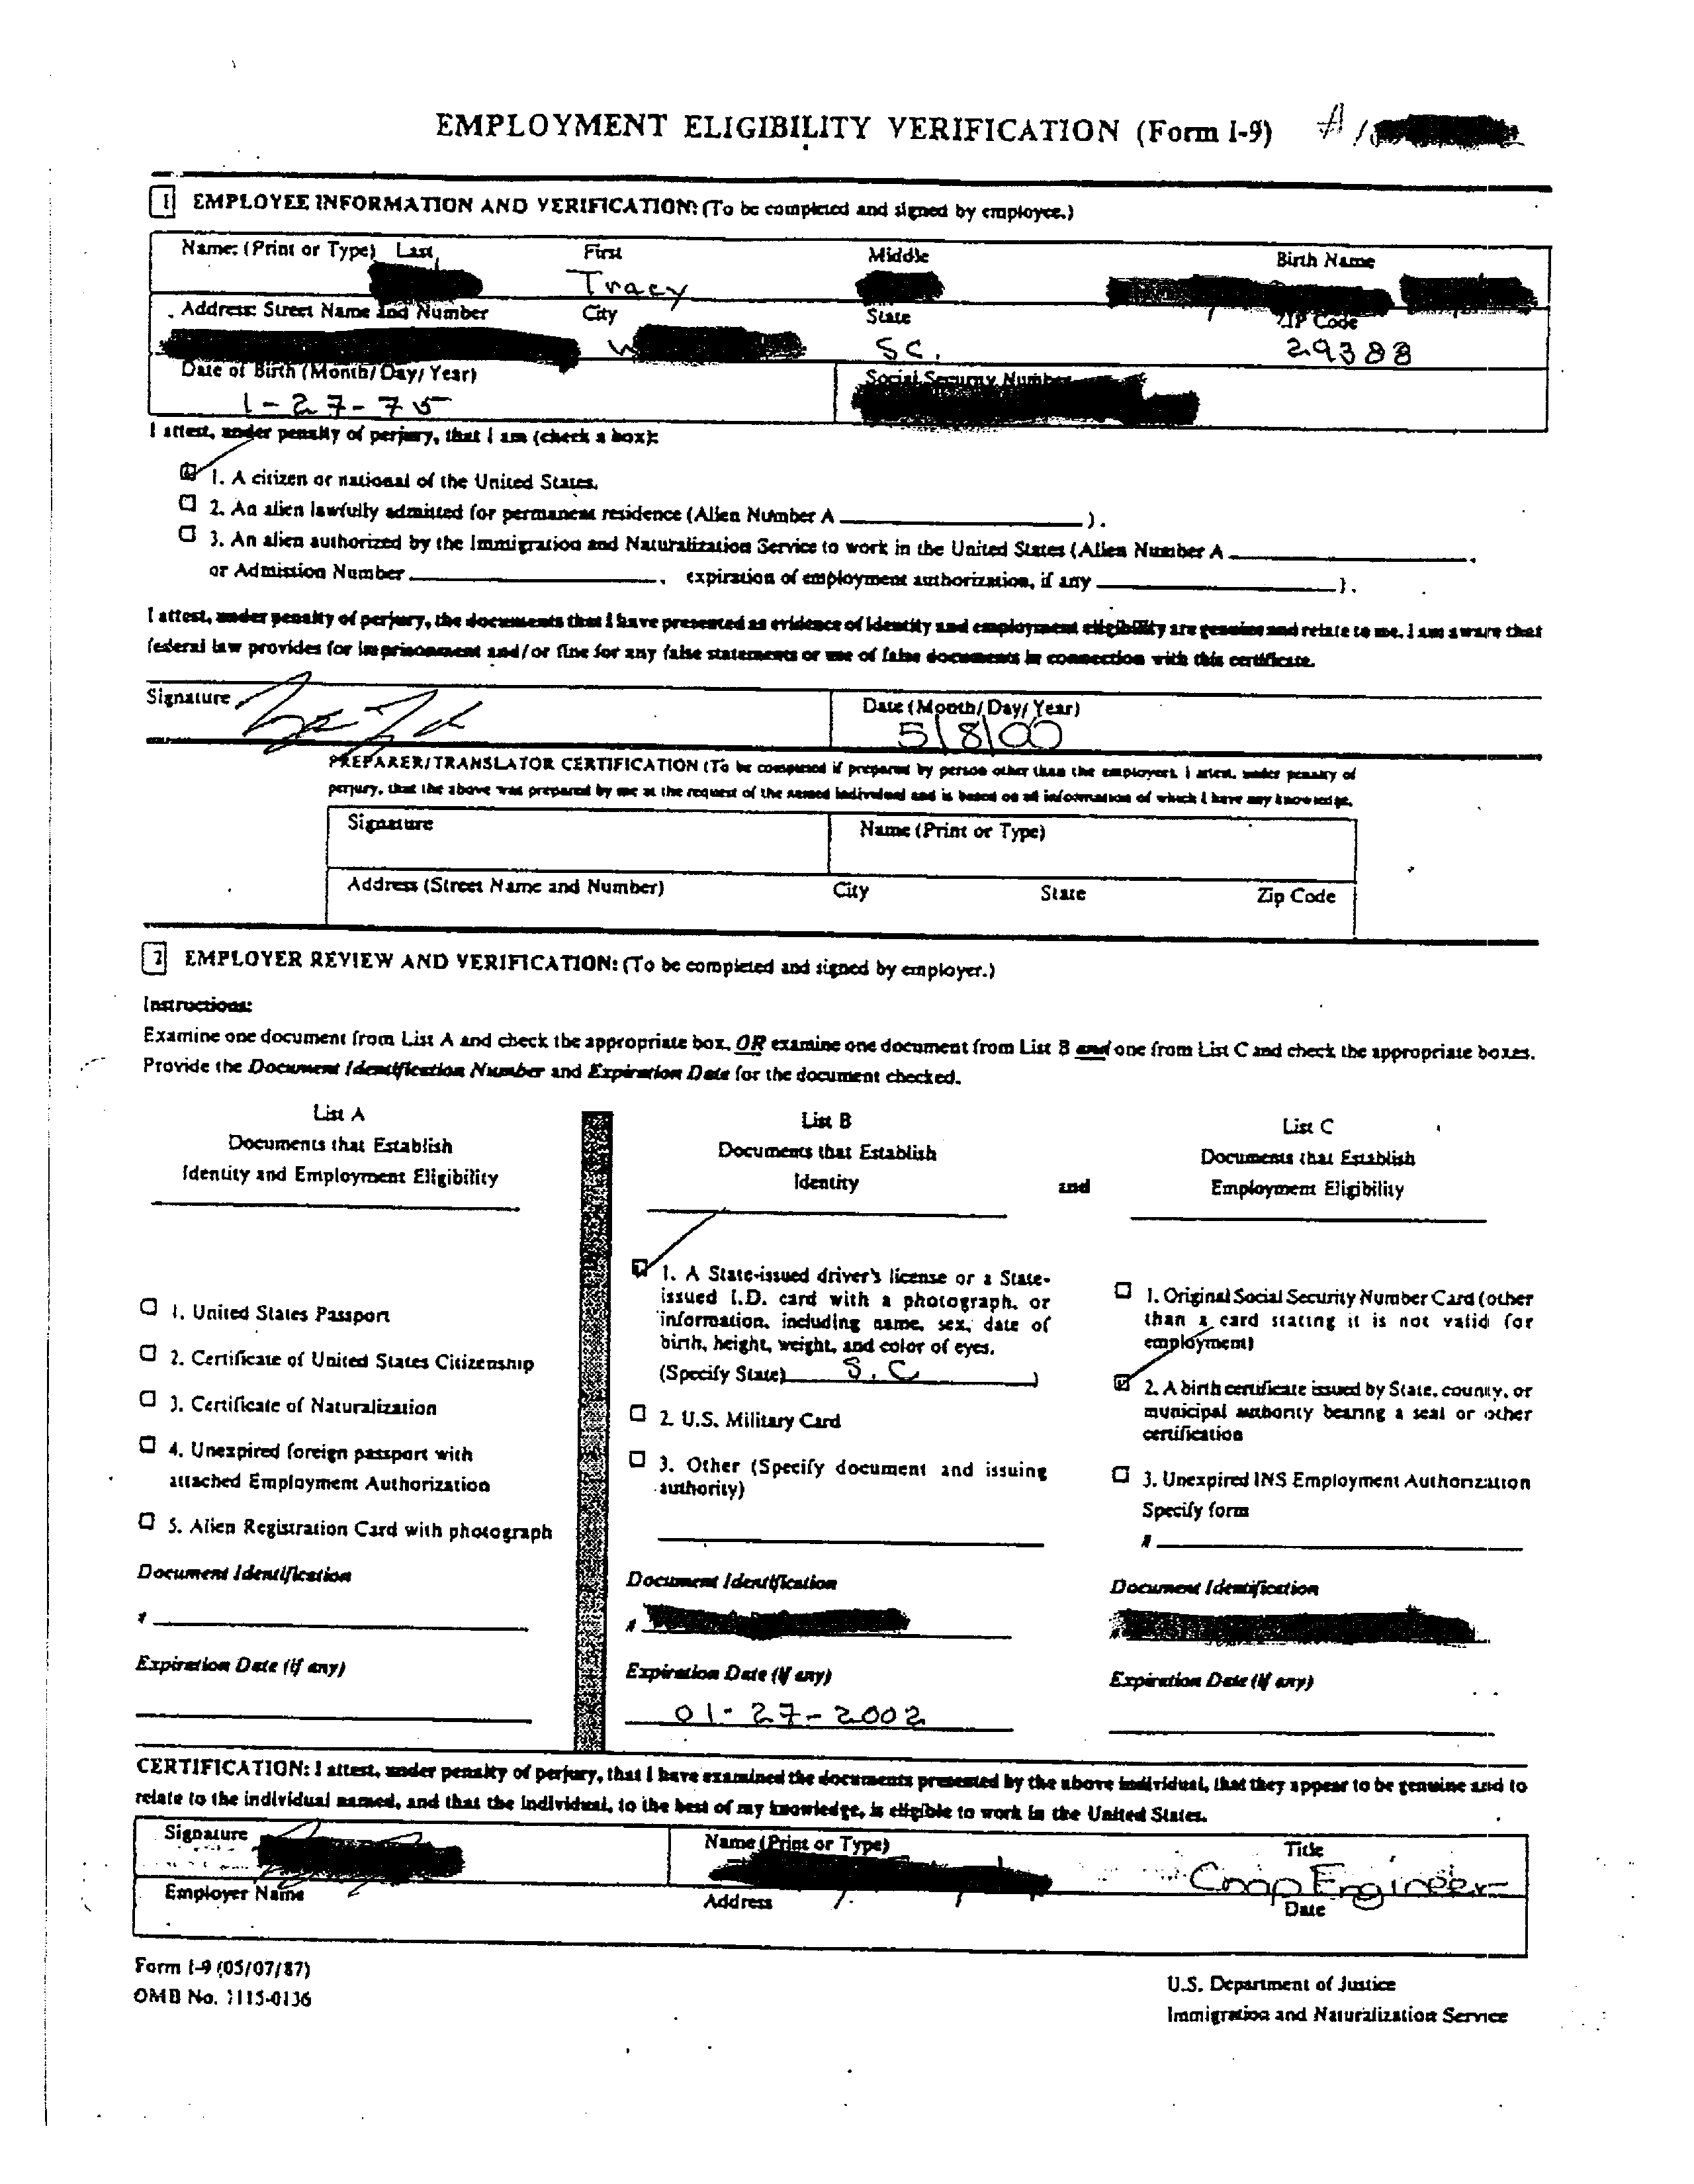 EMPLOYMENT ELIGIBILITY VERIFICATION (Form I-9) #1
1 EMPLOYEE INFORMATION AND VERIFICATION: (To be completed and signed by employee.)
Name: (Print or Type) Last First Middle Birth Name
Tracy
Address: Street Name and Number City State ZIP Code
W SC. 29388
Date of Birth (Month/Day/Year) Social Security Number
1-27-75
I attest, under penalty of perjury, that I am (check a box):
1. A citizen or national of the United States.
2. An alien lawfully admitted for permanent residence (Alien Number A ).
3. An alien authorized by the Immigration and Naturalization Service to work in the United States (Alien Number A ,
or Admission Number , expiration of employment authorization, if any ).
I attest, under penalty of perjury, the documents that I have presented as evidence of identity and employment eligibility are genuine and relate to me. I am aware that
federal law provides for imprisonment and/or fine for any false statements or use of false documents in connection with this certificate.
Signature Date (Month/Day/Year)
5/8/00
PREPARER/TRANSLATOR CERTIFICATION (To be completed if prepared by person other than the employee). I attest, under penalty of
perjury, that the above was prepared by me at the request of the named individual and is based on all information of which I have any knowledge.
Signature Name (Print or Type)
Address (Street Name and Number) City State Zip Code
2 EMPLOYER REVIEW AND VERIFICATION: (To be completed and signed by employer.)
Instructions:
Examine one document from List A and check the appropriate box, OR examine one document from List B and one from List C and check the appropriate boxes.
Provide the Document Identification Number and Expiration Date for the document checked.
List A
Documents that Establish
Identity and Employment Eligibility
1. United States Passport
2. Certificate of United States Citizenship
3. Certificate of Naturalization
4. Unexpired foreign passport with
attached Employment Authorization
5. Alien Registration Card with photograph
Document Identification
#
Expiration Date (if any)
List B
Documents that Establish
Identity
and
1. A State-issued driver's license or a State-
issued I.D. card with a photograph, or
information, including name, sex, date of
birth, height, weight, and color of eyes.
(Specify State) S.C )
2. U.S. Military Card
3. Other (Specify document and issuing
authority)
Document Identification
#
Expiration Date (if any)
01-27-2002
List C
Documents that Establish
Employment Eligibility
1. Original Social Security Number Card (other
than a card stating it is not valid for
employment)
2. A birth certificate issued by State, county, or
municipal authority bearing a seal or other
certification
3. Unexpired INS Employment Authorization
Specify form
#
Document Identification
Expiration Date (if any)
CERTIFICATION: I attest, under penalty of perjury, that I have examined the documents presented by the above individual, that they appear to be genuine and to
relate to the individual named, and that the individual, to the best of my knowledge, is eligible to work in the United States.
Signature Name (Print or Type) Title
Coop Engineer
Employer Name Address Date
Form I-9 (05/07/87)
OMB No. 1115-0136
U.S. Department of Justice
Immigration and Naturalization Service